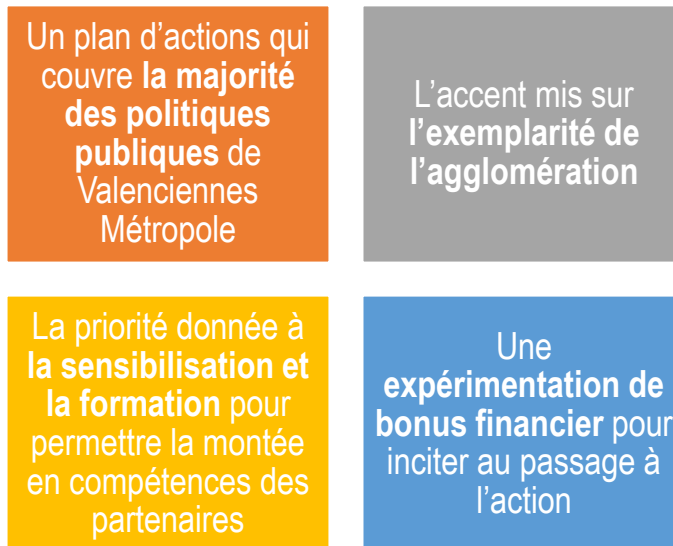 Un plan d’actions qui
couvre la majorité
des politiques
publiques de
Valenciennes
Métropole
L’accent mis sur
l’exemplarité de
l’agglomération
La priorité donnée à
la sensibilisation et
la formation pour
permettre la montée
en compétences des
partenaires
Une
expérimentation de
bonus financier pour
inciter au passage à
l’action